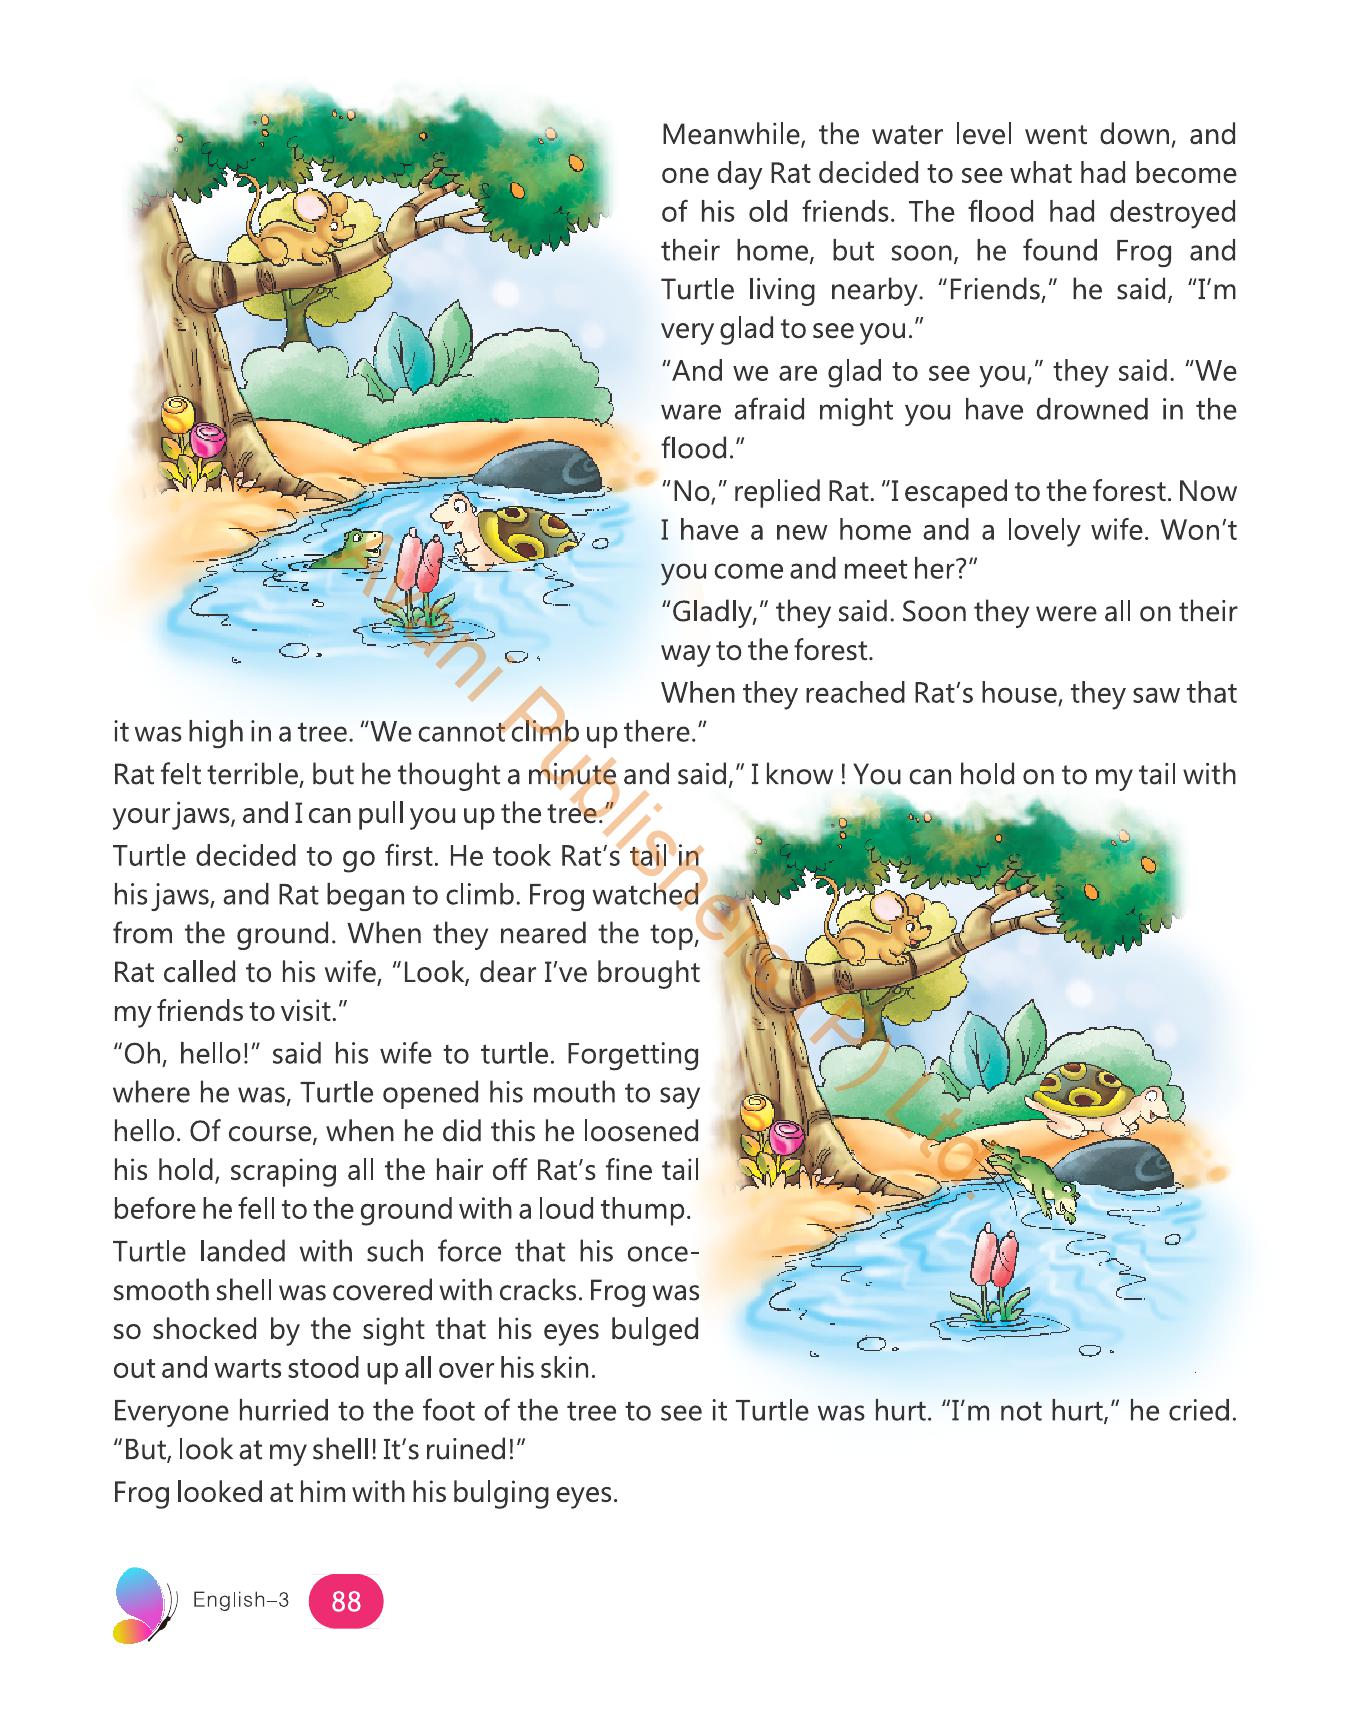 Meanwhile, the water level went down, and
one day Rat decided to see what had become
of his old friends. The flood had destroyed
their home, but soon, he found Frog and
Turtle living nearby. “Friends,” he said, “I’m
very glad to see you.”
“And we are glad to see you,” they said. “We
ware afraid might you have drowned in the
flood.”
“No,” replied Rat. “I escaped to the forest. Now
I have a new home and a lovely wife. Won’t
you come and meet her?”
“Gladly,” they said. Soon they were all on their
way to the forest.
When they reached Rat’s house, they saw that
it was high in a tree. “We cannot climb up there.”
Rat felt terrible, but he thought a minute and said,” I know ! You can hold on to my tail with
your jaws, and I can pull you up the tree.”
Turtle decided to go first. He took Rat’s tail in
his jaws, and Rat began to climb. Frog watched
from the ground. When they neared the top,
Rat called to his wife, “Look, dear I’ve brought
my friends to visit.”
“Oh, hello!” said his wife to turtle. Forgetting
where he was, Turtle opened his mouth to say
hello. Of course, when he did this he loosened
his hold, scraping all the hair off Rat’s fine tail
before he fell to the ground with a loud thump.
Turtle landed with such force that his once-
smooth shell was covered with cracks. Frog was
so shocked by the sight that his eyes bulged
out and warts stood up all over his skin.
Everyone hurried to the foot of the tree to see it Turtle was hurt. “I’m not hurt,” he cried.
“But, look at my shell! It’s ruined!”
Frog looked at him with his bulging eyes.
Avani Publishers (P) Ltd.
English–3
88